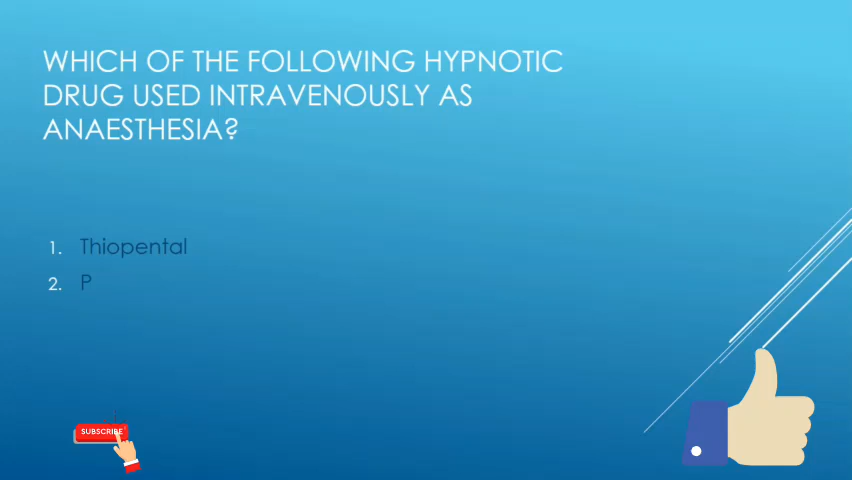 WHICH OF THE FOLLOWING HYPNOTIC
DRUG USED INTRAVENOUSLY AS
ANAESTHESIA?
1. Thiopental
2. P
SUBSCRIBE